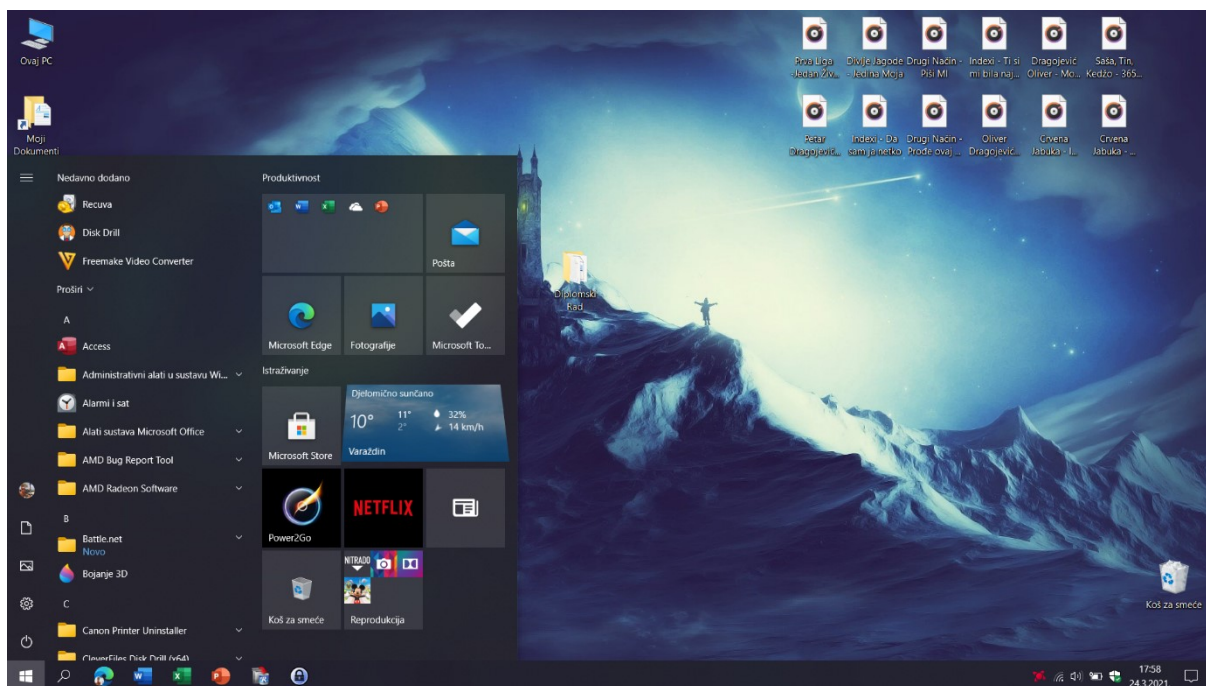 Ovaj PC
Moji
Dokumenti
Prva Liga
-Jedan Živ...
Divlje Jagode
- Jedina Moja
Drugi Način -
Piši MI
Indexi - Ti si
mi bila naj...
Dragojević
Oliver - Mo...
Saša, Tin,
Kedžo - 365...
Petar
Dragojević...
Indexi - Da
sam ja netko
Drugi Način -
Prođe ovaj ...
Oliver
Dragojević...
Crvena
Jabuka - I...
Crvena
Jabuka - ...
Diplomski
Rad
Koš za smeće
Nedavno dodano
Recuva
Disk Drill
Freemake Video Converter
Proširi
A
Access
Administrativni alati u sustavu Wi...
Alarmi i sat
Alati sustava Microsoft Office
AMD Bug Report Tool
AMD Radeon Software
B
Battle.net
Novo
Bojanje 3D
C
Canon Printer Uninstaller
CleverFiles Disk Drill (x64)
Produktivnost
Pošta
Microsoft Edge
Fotografije
Microsoft To...
Istraživanje
Microsoft Store
Djelomično sunčano
10°
11°
2°
32%
14 km/h
Varaždin
Power2Go
NETFLIX
Koš za smeće
NITRADO
Reprodukcija
17:58
24.3.2021.